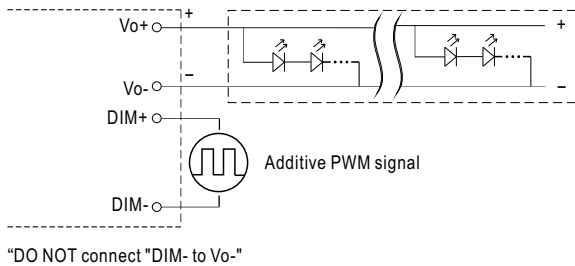 Vo+
+
+
Vo-
–
–
DIM+
Additive PWM signal
DIM-
“DO NOT connect "DIM- to Vo-"